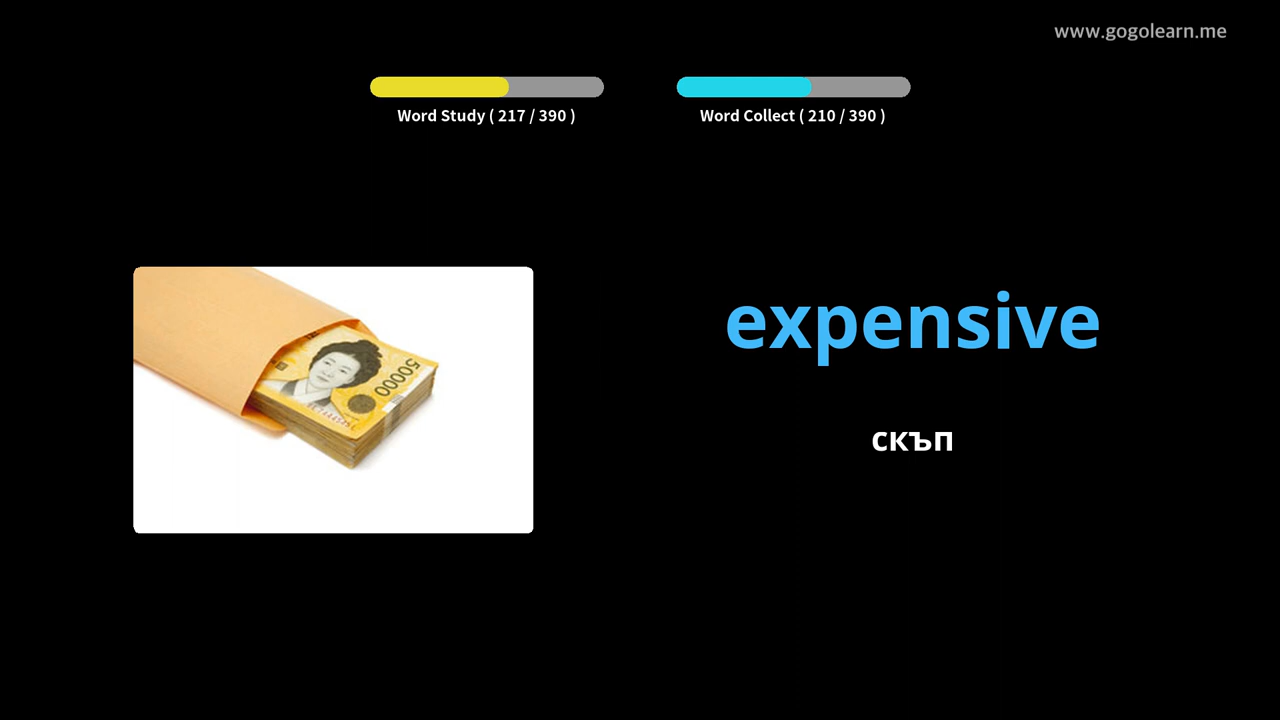 www.gogolearn.me
Word Study ( 217 / 390 )
Word Collect ( 210 / 390 )
expensive
50000
скъп